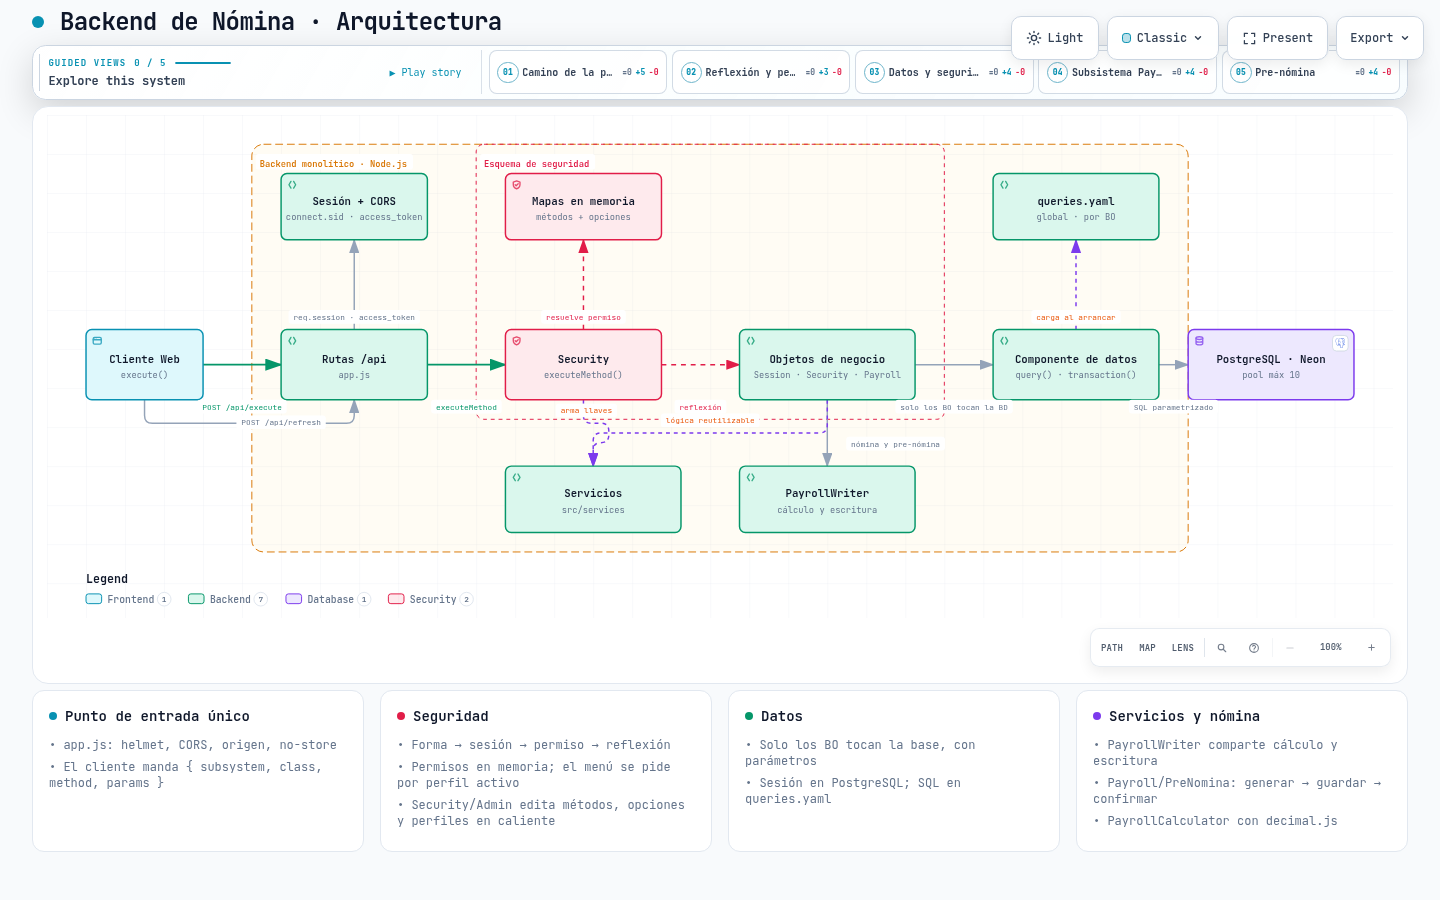 Backend de Nómina · Arquitectura
Light
Classic
Present
Export
GUIDED VIEWS 0 / 5
Explore this system
▶ Play story
01 Camino de la p… =0 +5 -0
02 Reflexión y pe… =0 +3 -0
03 Datos y seguri… =0 +4 -0
04 Subsistema Pay… =0 +4 -0
05 Pre-nómina =0 +4 -0
Backend monolítico · Node.js
Esquema de seguridad
Sesión + CORS
connect.sid · access_token
Mapas en memoria
métodos + opciones
queries.yaml
global · por BO
req.session · access_token
resuelve permiso
carga al arrancar
Cliente Web
execute()
Rutas /api
app.js
Security
executeMethod()
Objetos de negocio
Session · Security · Payroll
Componente de datos
query() · transaction()
PostgreSQL · Neon
pool máx 10
POST /api/execute
executeMethod
arma llaves
reflexión
solo los BO tocan la BD
SQL parametrizado
POST /api/refresh
lógica reutilizable
nómina y pre-nómina
Servicios
src/services
PayrollWriter
cálculo y escritura
Legend
Frontend 1
Backend 7
Database 1
Security 2
PATH
MAP
LENS
−
100%
+
Punto de entrada único
• app.js: helmet, CORS, origen, no-store
• El cliente manda { subsystem, class,
method, params }
Seguridad
• Forma → sesión → permiso → reflexión
• Permisos en memoria; el menú se pide
por perfil activo
• Security/Admin edita métodos, opciones
y perfiles en caliente
Datos
• Solo los BO tocan la base, con
parámetros
• Sesión en PostgreSQL; SQL en
queries.yaml
Servicios y nómina
• PayrollWriter comparte cálculo y
escritura
• Payroll/PreNomina: generar → guardar →
confirmar
• PayrollCalculator con decimal.js